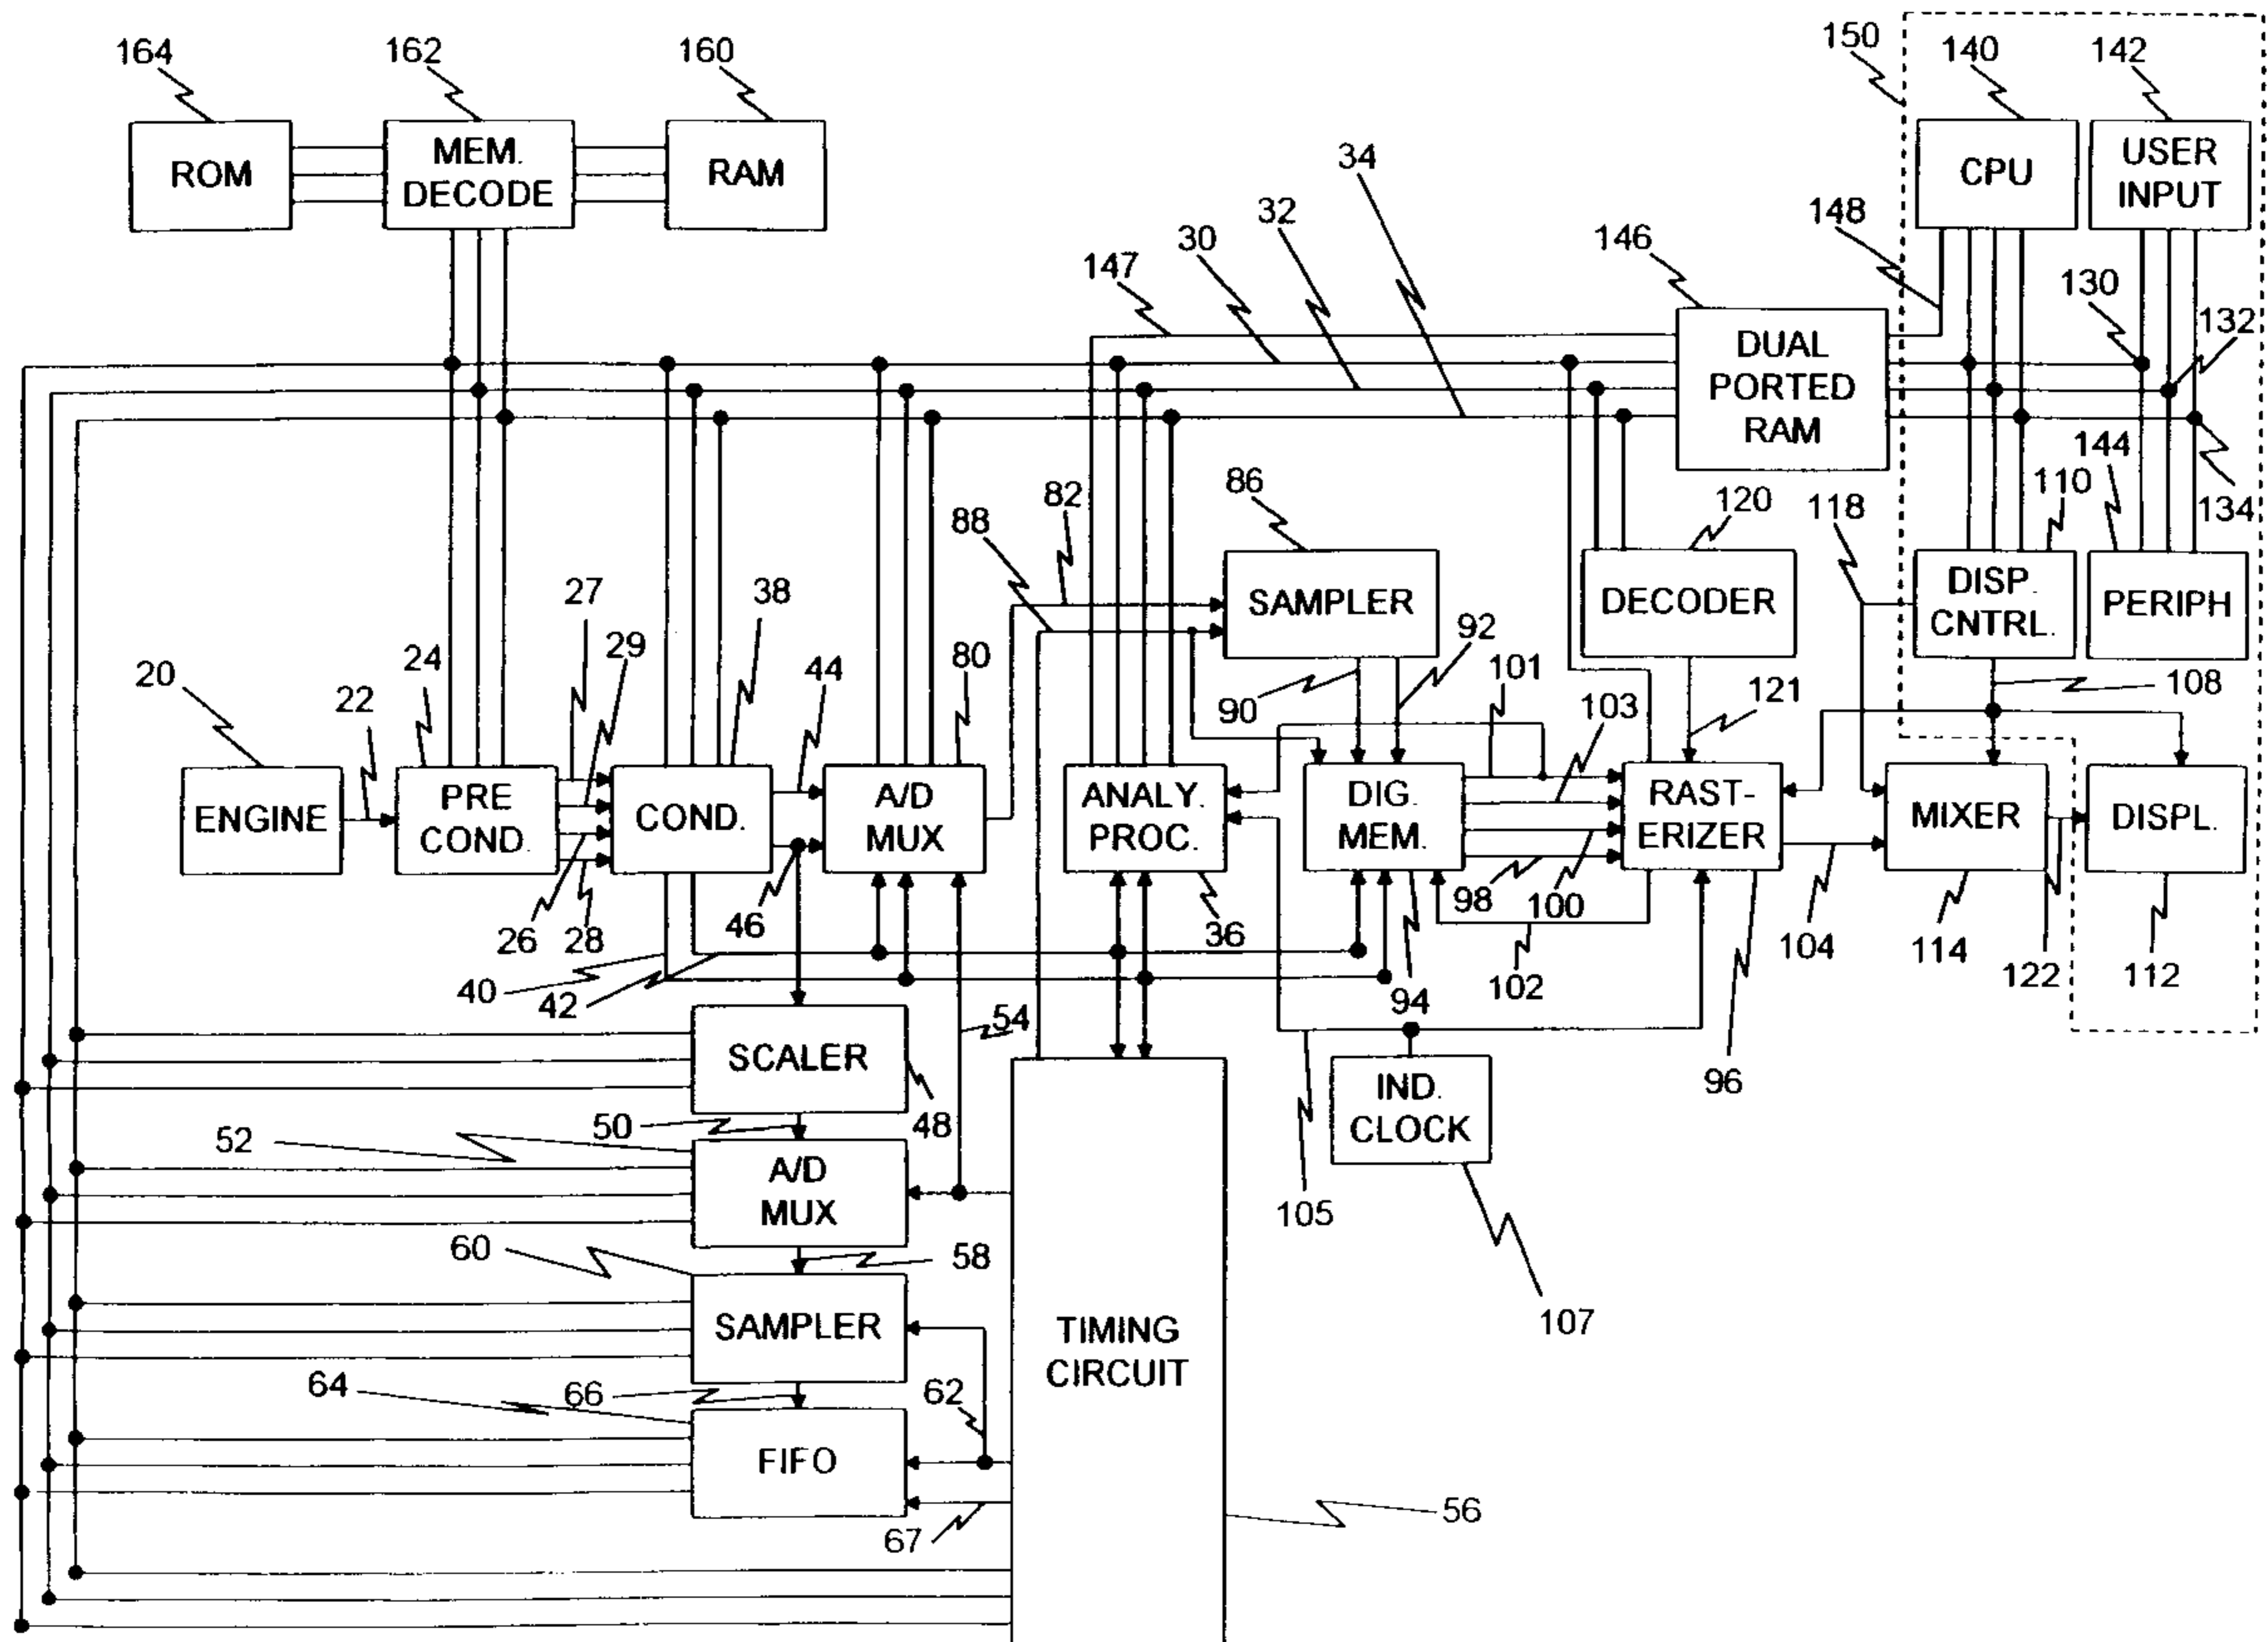 150
140
142
164
162
160
ROM
MEM.
DECODE
RAM
CPU
USER
INPUT
34
148
32
146
30
147
130
132
DUAL
PORTED
RAM
144
110
134
82
86
120
118
88
27
38
SAMPLER
DECODER
DISP.
CNTRL.
PERIPH
29
92
24
44
80
20
22
90
101
121
103
108
ENGINE
PRE
COND.
COND.
A/D
MUX
ANALY.
PROC.
DIG.
MEM.
RAST-
ERIZER
MIXER
DISPL.
26
28
46
36
98
100
104
114
122
112
40
42
94
102
54
SCALER
IND.
CLOCK
96
50
48
52
A/D
MUX
105
60
58
SAMPLER
TIMING
CIRCUIT
107
64
66
62
FIFO
67
56